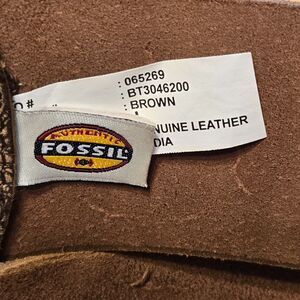 : 065269
: BT3046200
: BROWN
O #
NUINE LEATHER
DIA
AUTHENTIC
FOSSIL